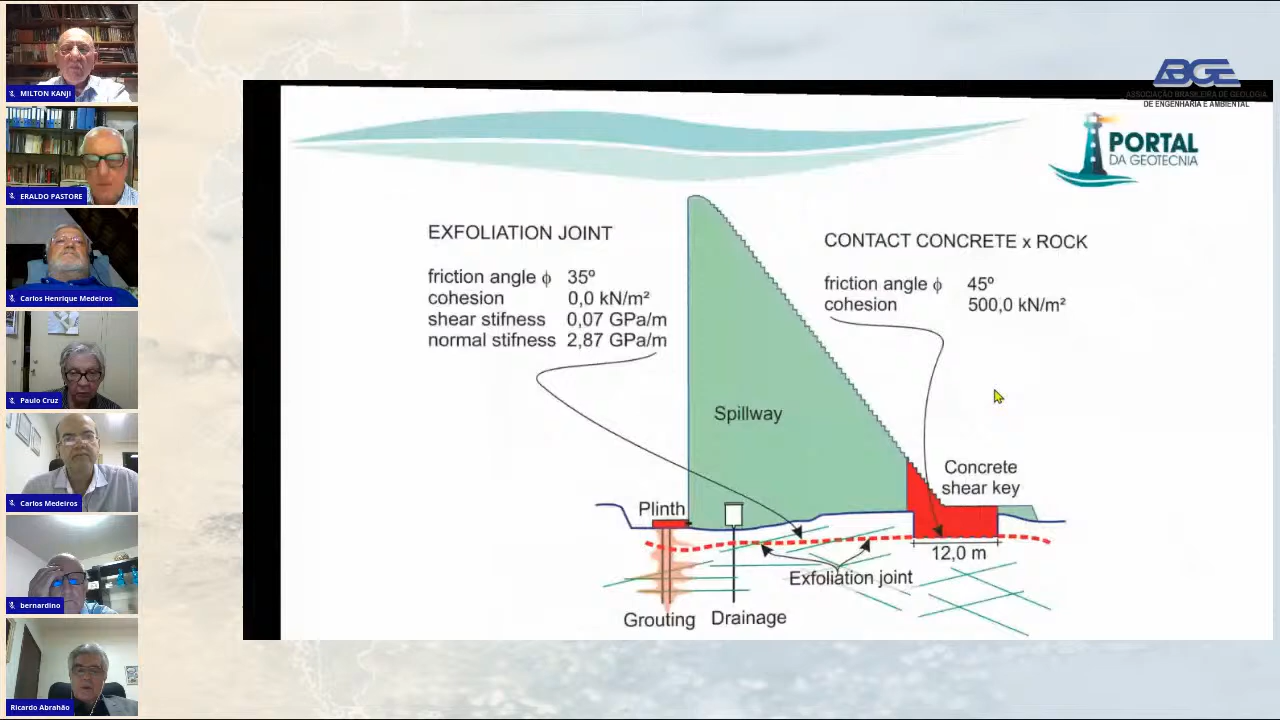 MILTON KANJI
ERALDO PASTORE
Carlos Henrique Medeiros
Paulo Cruz
Carlos Medeiros
bernardino
Ricardo Abrahão
ABGE
ASSOCIAÇÃO BRASILEIRA DE GEOLOGIA
DE ENGENHARIA E AMBIENTAL
PORTAL
DA GEOTECNIA
EXFOLIATION JOINT
friction angle ϕ 35º
cohesion 0,0 kN/m²
shear stifness 0,07 GPa/m
normal stifness 2,87 GPa/m
CONTACT CONCRETE x ROCK
friction angle ϕ 45º
cohesion 500,0 kN/m²
Spillway
Concrete
shear key
Plinth
12,0 m
Exfoliation joint
Grouting
Drainage